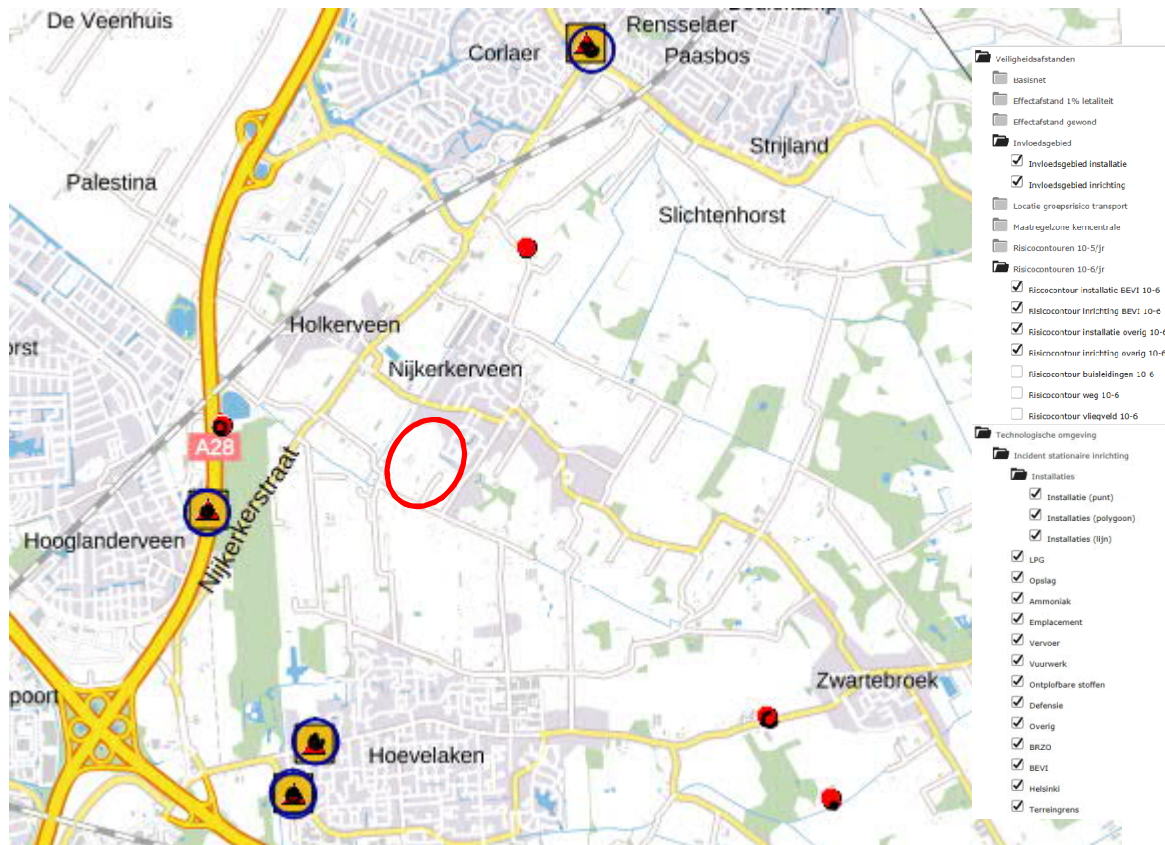 De Veenhuis
Rensselaer
Corlaer
Paasbos
Strijland
Palestina
Slichtenhorst
Holkerveen
Nijkerkerveen
A28
Nijkerkerstraat
Hooglanderveen
Zwartebroek
poort
Hoevelaken
Veiligheidsafstanden
Basisnet
Effectafstand 1% letaliteit
Effectafstand gewond
Invloedsgebied
Invloedsgebied installatie
Invloedsgebied inrichting
Locatie groepsrisico transport
Maatregelzone kerncentrale
Risicocontouren 10-5/jr
Risicocontouren 10-6/jr
Risicocontour installatie BEVI 10-6
Risicocontour inrichting BEVI 10-6
Risicocontour installatie overig 10-6
Risicocontour inrichting overig 10-6
Risicocontour buisleidingen 10-6
Risicocontour weg 10-6
Risicocontour vliegveld 10-6
Technologische omgeving
Incident stationaire inrichting
Installaties
Installatie (punt)
Installaties (polygoon)
Installaties (lijn)
LPG
Opslag
Ammoniak
Emplacement
Vervoer
Vuurwerk
Ontplofbare stoffen
Defensie
Overig
BRZO
BEVI
Helsinki
Terreingrens